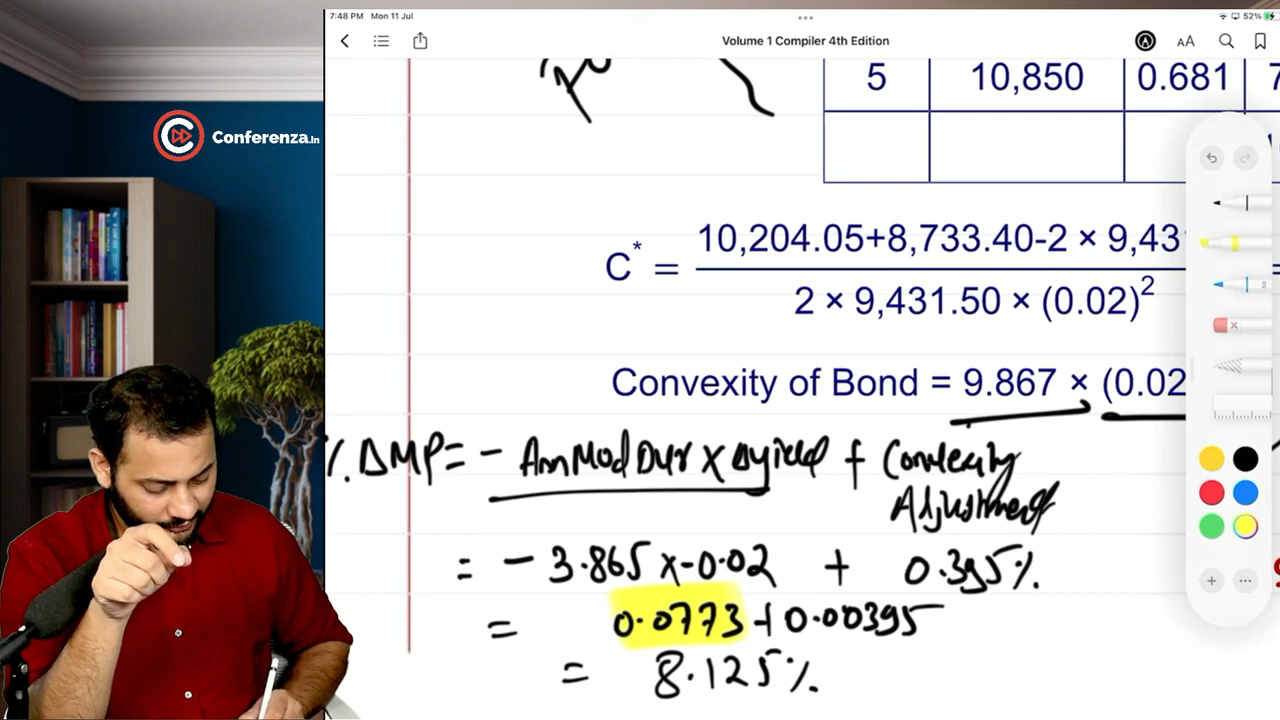 7:48 PM Mon 11 Jul
52%
Volume 1 Compiler 4th Edition
AA
Conferenza.in
5 10,850 0.681 7
C* = 10,204.05+8,733.40-2 × 9,43
2 × 9,431.50 × (0.02)2
Convexity of Bond = 9.867 × (0.02
%. ΔMP = - AnModDur x Δyield + Convexity
Adjustment
= - 3.865 x -0.02 + 0.395%
= 0.0773 + 0.00395
= 8.125%